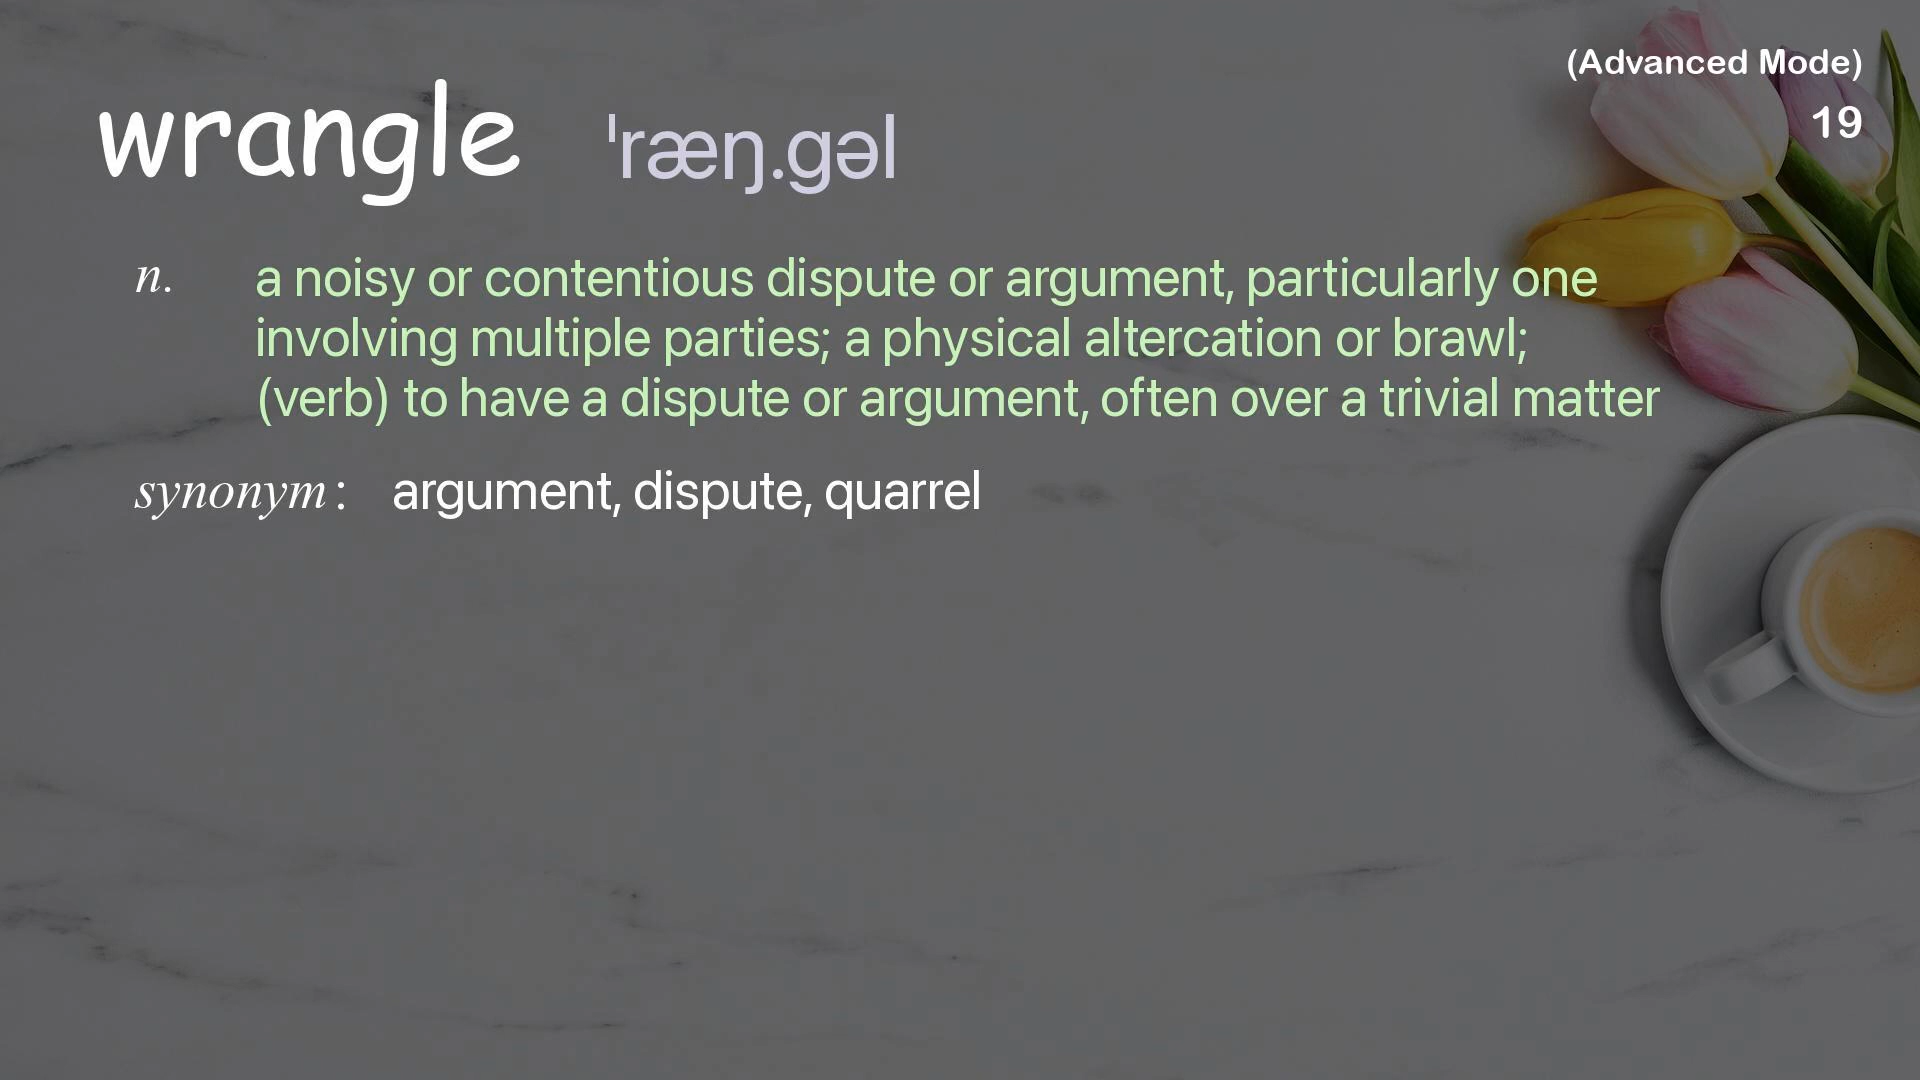 (Advanced Mode)
19
wrangle ˈræŋ.gəl
n. a noisy or contentious dispute or argument, particularly one
involving multiple parties; a physical altercation or brawl;
(verb) to have a dispute or argument, often over a trivial matter
synonym : argument, dispute, quarrel